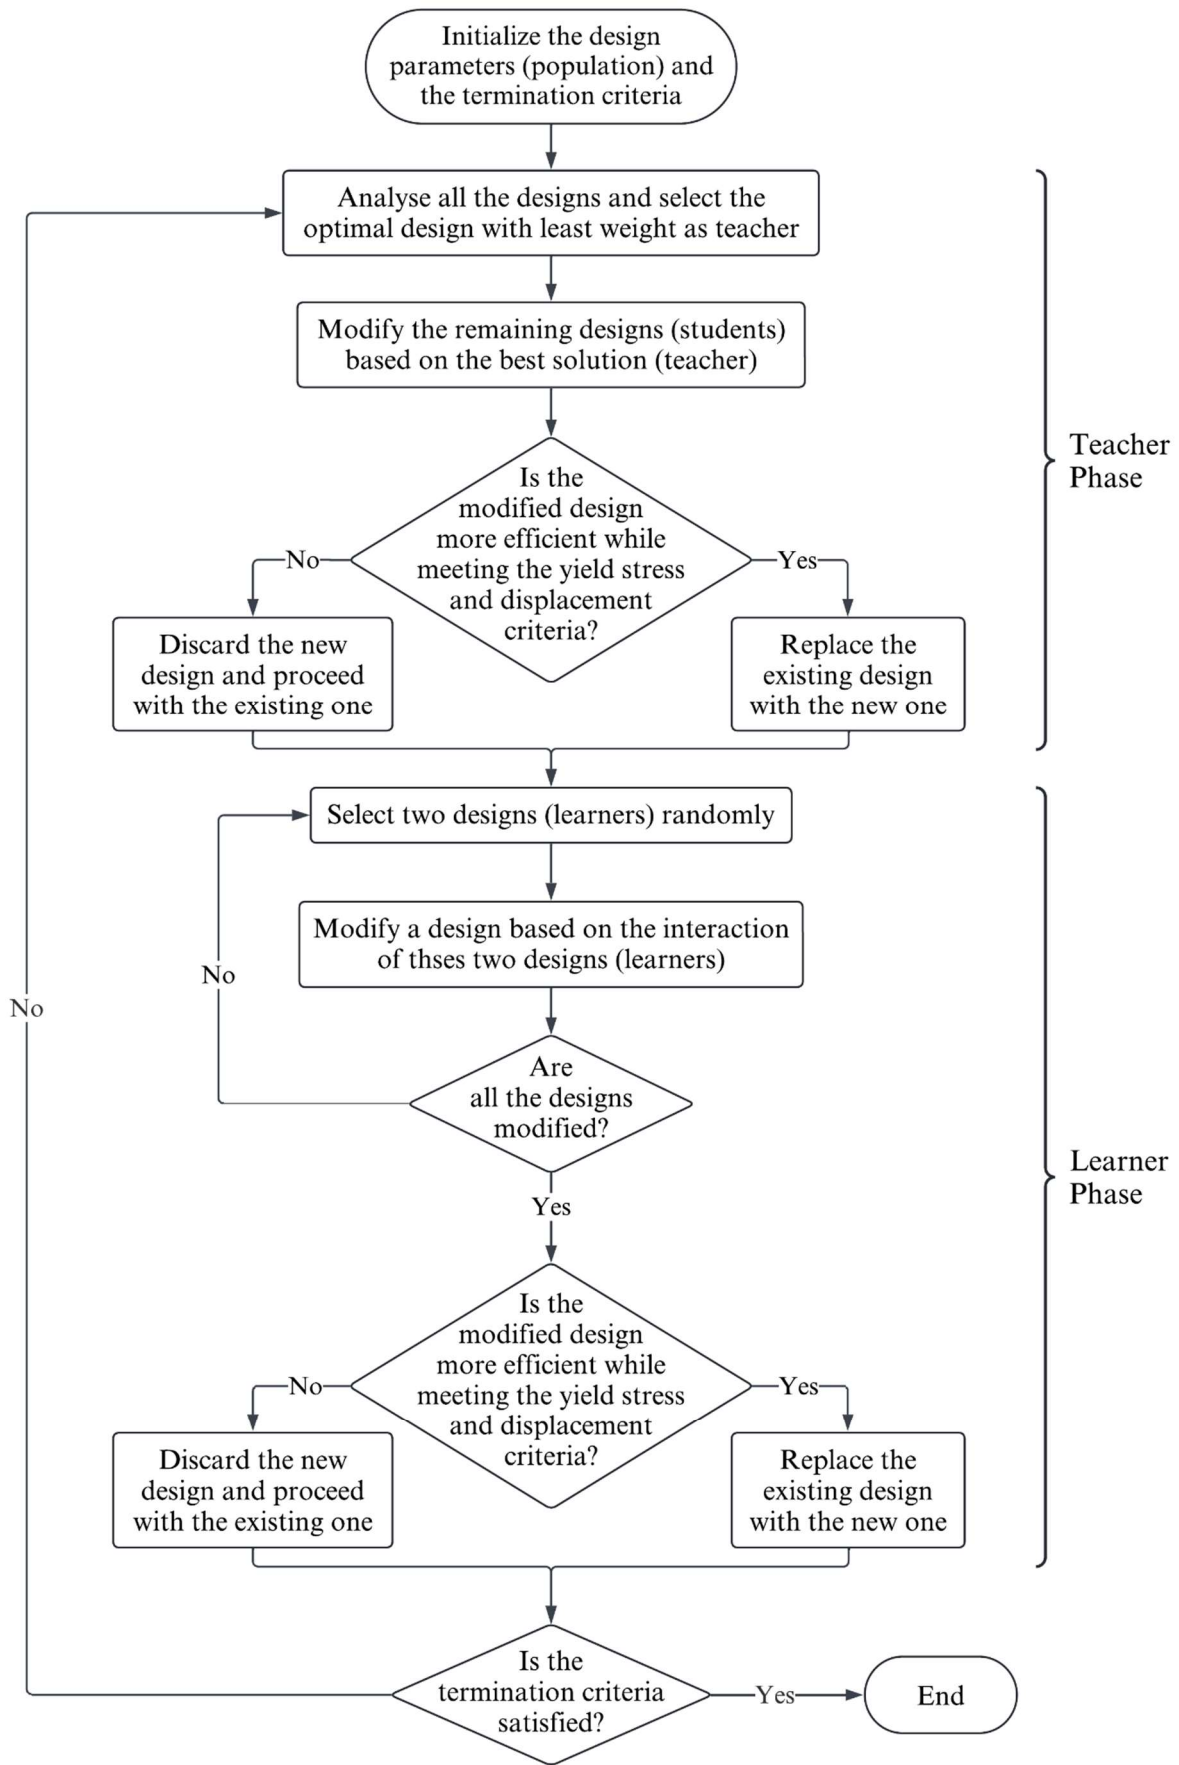 Initialize the design
parameters (population) and
the termination criteria
Analyse all the designs and select the
optimal design with least weight as teacher
Modify the remaining designs (students)
based on the best solution (teacher)
Is the
modified design
more efficient while
meeting the yield stress
and displacement
criteria?
No
Yes
Discard the new
design and proceed
with the existing one
Replace the
existing design
with the new one
Teacher
Phase
Select two designs (learners) randomly
Modify a design based on the interaction
of thses two designs (learners)
No
No
Are
all the designs
modified?
Yes
Learner
Phase
Is the
modified design
more efficient while
meeting the yield stress
and displacement
criteria?
No
Yes
Discard the new
design and proceed
with the existing one
Replace the
existing design
with the new one
Is the
termination criteria
satisfied?
Yes
End